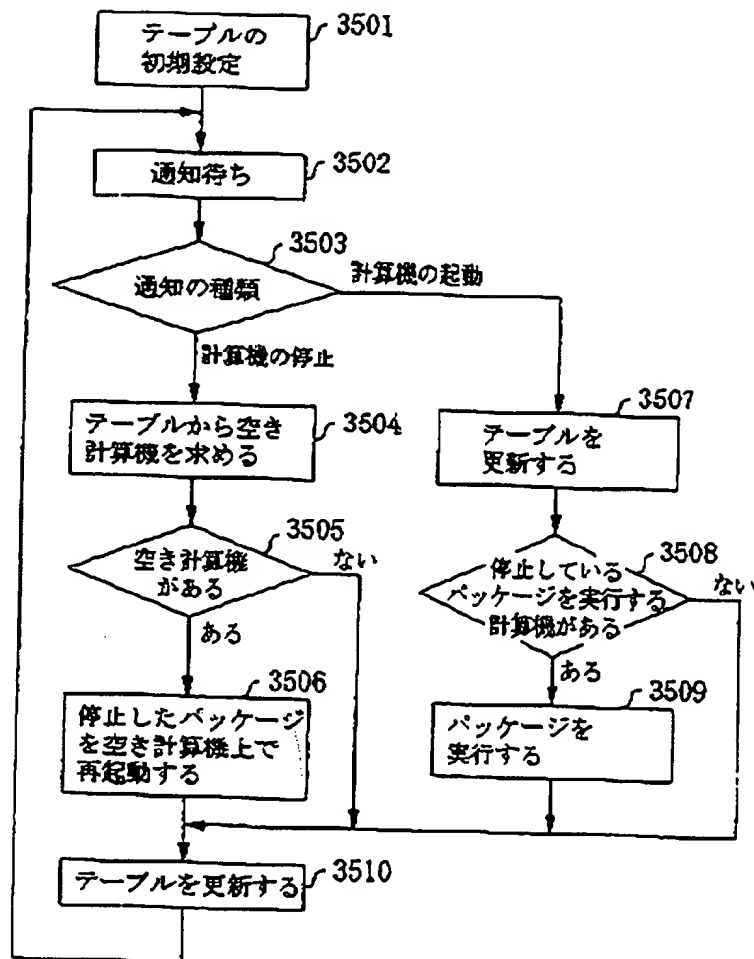 テーブルの
初期設定
3501
通知待ち
3502
3503
通知の種類
計算機の起動
計算機の停止
テーブルから空き
計算機を求める
3504
3505
空き計算機
がある
ない
ある
3506
停止したパッケージ
を空き計算機上で
再起動する
3507
テーブルを
更新する
3508
停止している
パッケージを実行する
計算機がある
ない
ある
3509
パッケージを
実行する
テーブルを更新する
3510